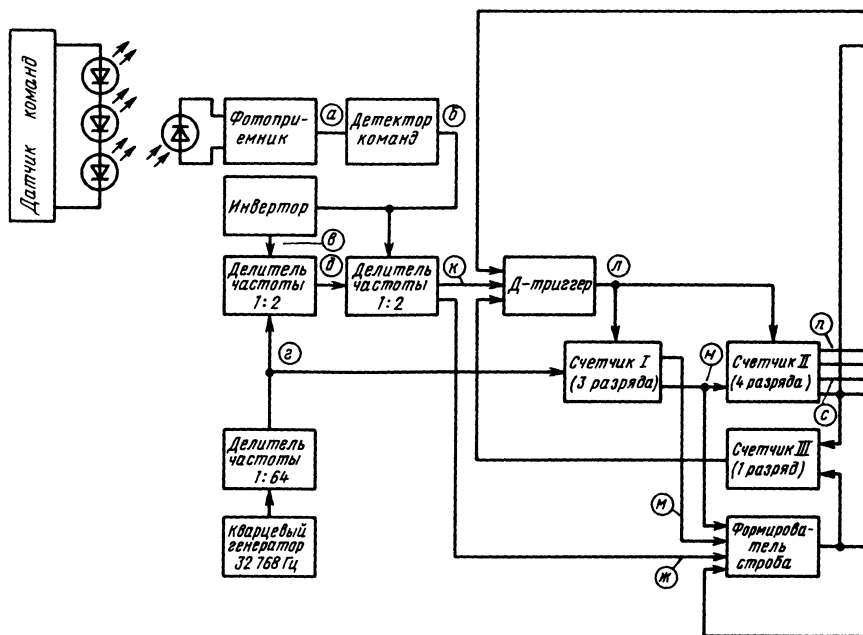 Датчик команд
Фотопри-
емник
а
Детектор
команд
б
Инвертор
в
Делитель
частоты
1:2
д
Делитель
частоты
1:2
к
Д-триггер
л
г
Счетчик I
(3 разряда)
н
Счетчик II
(4 разряда)
п
с
Делитель
частоты
1:64
Счетчик III
(1 разряд)
м
Кварцевый
генератор
32 768 Гц
Формирова-
тель
строба
ж